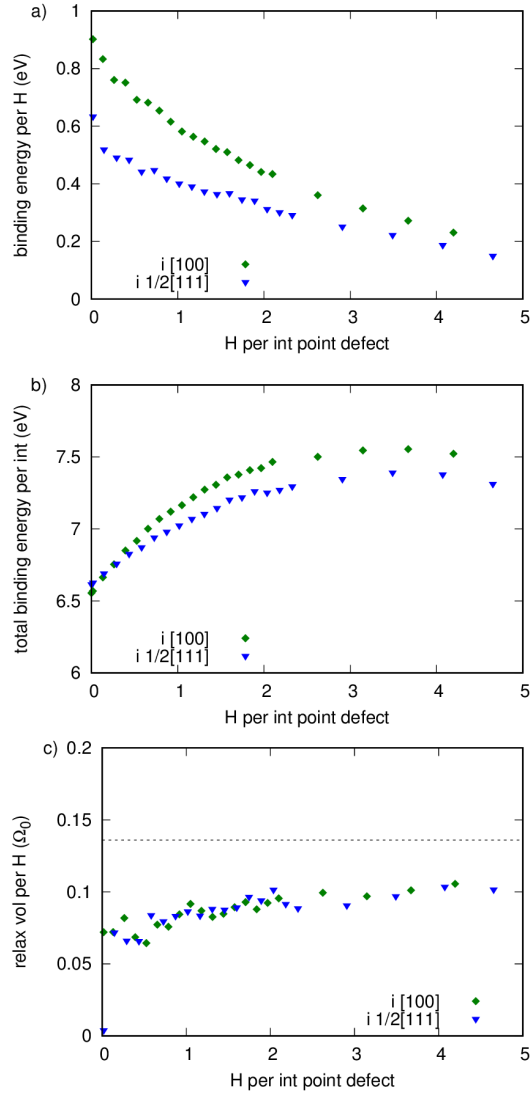 a)
1
0.8
0.6
0.4
0.2
0
binding energy per H (eV)
i [100]
i 1/2[111]
0 1 2 3 4 5
H per int point defect
b)
8
7.5
7
6.5
6
total binding energy per int (eV)
i [100]
i 1/2[111]
0 1 2 3 4 5
H per int point defect
c)
0.2
0.15
0.1
0.05
0
relax vol per H (Ω₀)
i [100]
i 1/2[111]
0 1 2 3 4 5
H per int point defect